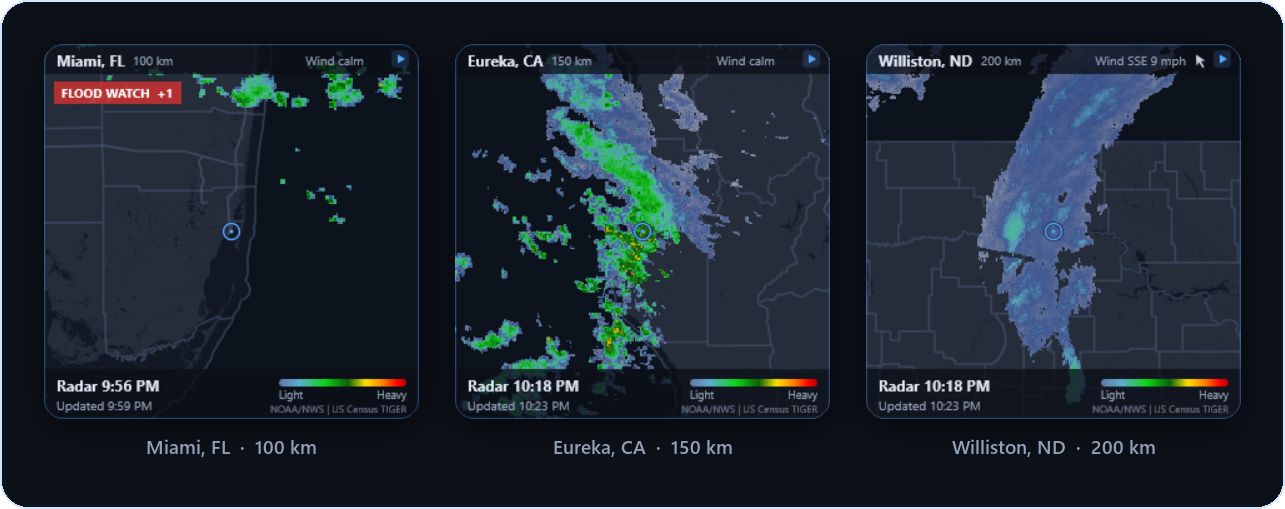 Miami, FL 100 km Wind calm
FLOOD WATCH +1
Radar 9:56 PM
Updated 9:59 PM
Light Heavy
NOAA/NWS | US Census TIGER
Miami, FL · 100 km
Eureka, CA 150 km Wind calm
Radar 10:18 PM
Updated 10:23 PM
Light Heavy
NOAA/NWS | US Census TIGER
Eureka, CA · 150 km
Williston, ND 200 km Wind SSE 9 mph
Radar 10:18 PM
Updated 10:23 PM
Light Heavy
NOAA/NWS | US Census TIGER
Williston, ND · 200 km